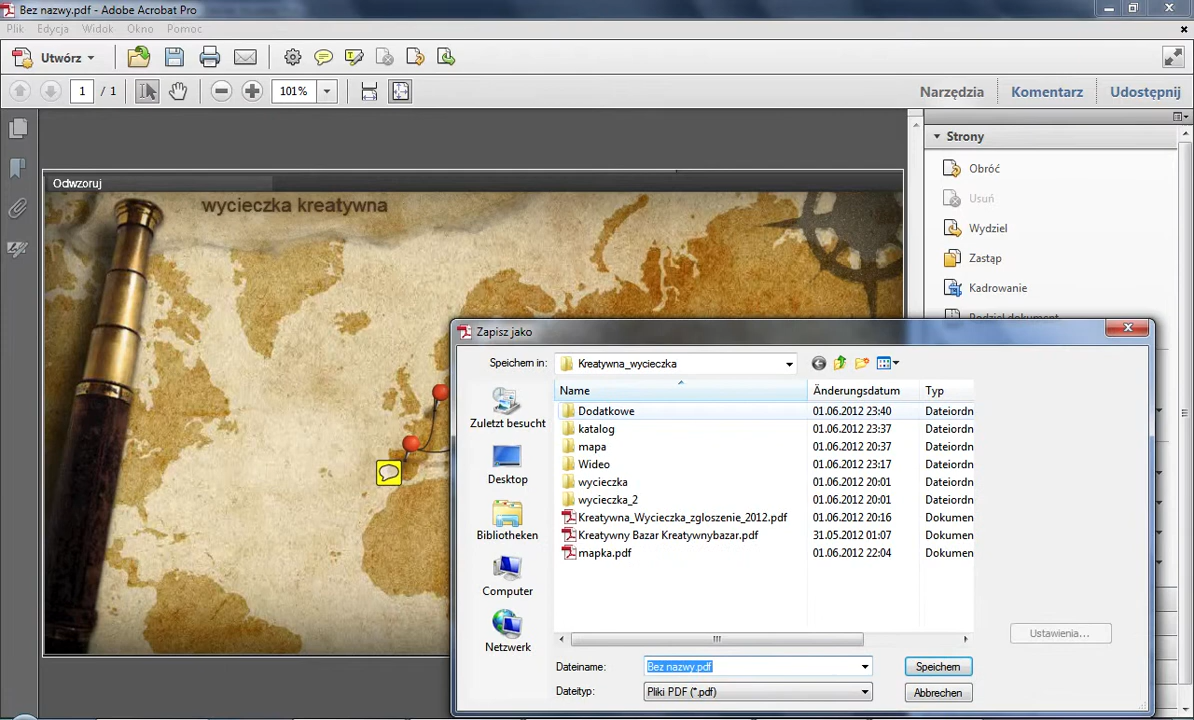 Bez nazwy.pdf - Adobe Acrobat Pro
Plik Edycja Widok Okno Pomoc
Utwórz
1 / 1 101% Narzędzia Komentarz Udostępnij
Strony
Obróć
Usuń
Wydziel
Zastąp
Kadrowanie
Podziel dokument
Odwzoruj
wycieczka kreatywna
Zapisz jako
Speichern in: Kreatywna_wycieczka
Name Änderungsdatum Typ
Dodatkowe 01.06.2012 23:40 Dateiordn
katalog 01.06.2012 23:37 Dateiordn
mapa 01.06.2012 20:37 Dateiordn
Wideo 01.06.2012 23:17 Dateiordn
wycieczka 01.06.2012 20:01 Dateiordn
wycieczka_2 01.06.2012 20:01 Dateiordn
Kreatywna_Wycieczka_zgloszenie_2012.pdf 01.06.2012 20:16 Dokumen
Kreatywny Bazar Kreatywnybazar.pdf 31.05.2012 01:07 Dokumen
mapka.pdf 01.06.2012 22:04 Dokumen
Zuletzt besucht
Desktop
Bibliotheken
Computer
Netzwerk
Ustawienia...
Dateiname: Bez nazwy.pdf Speichern
Dateityp: Pliki PDF (*.pdf) Abbrechen